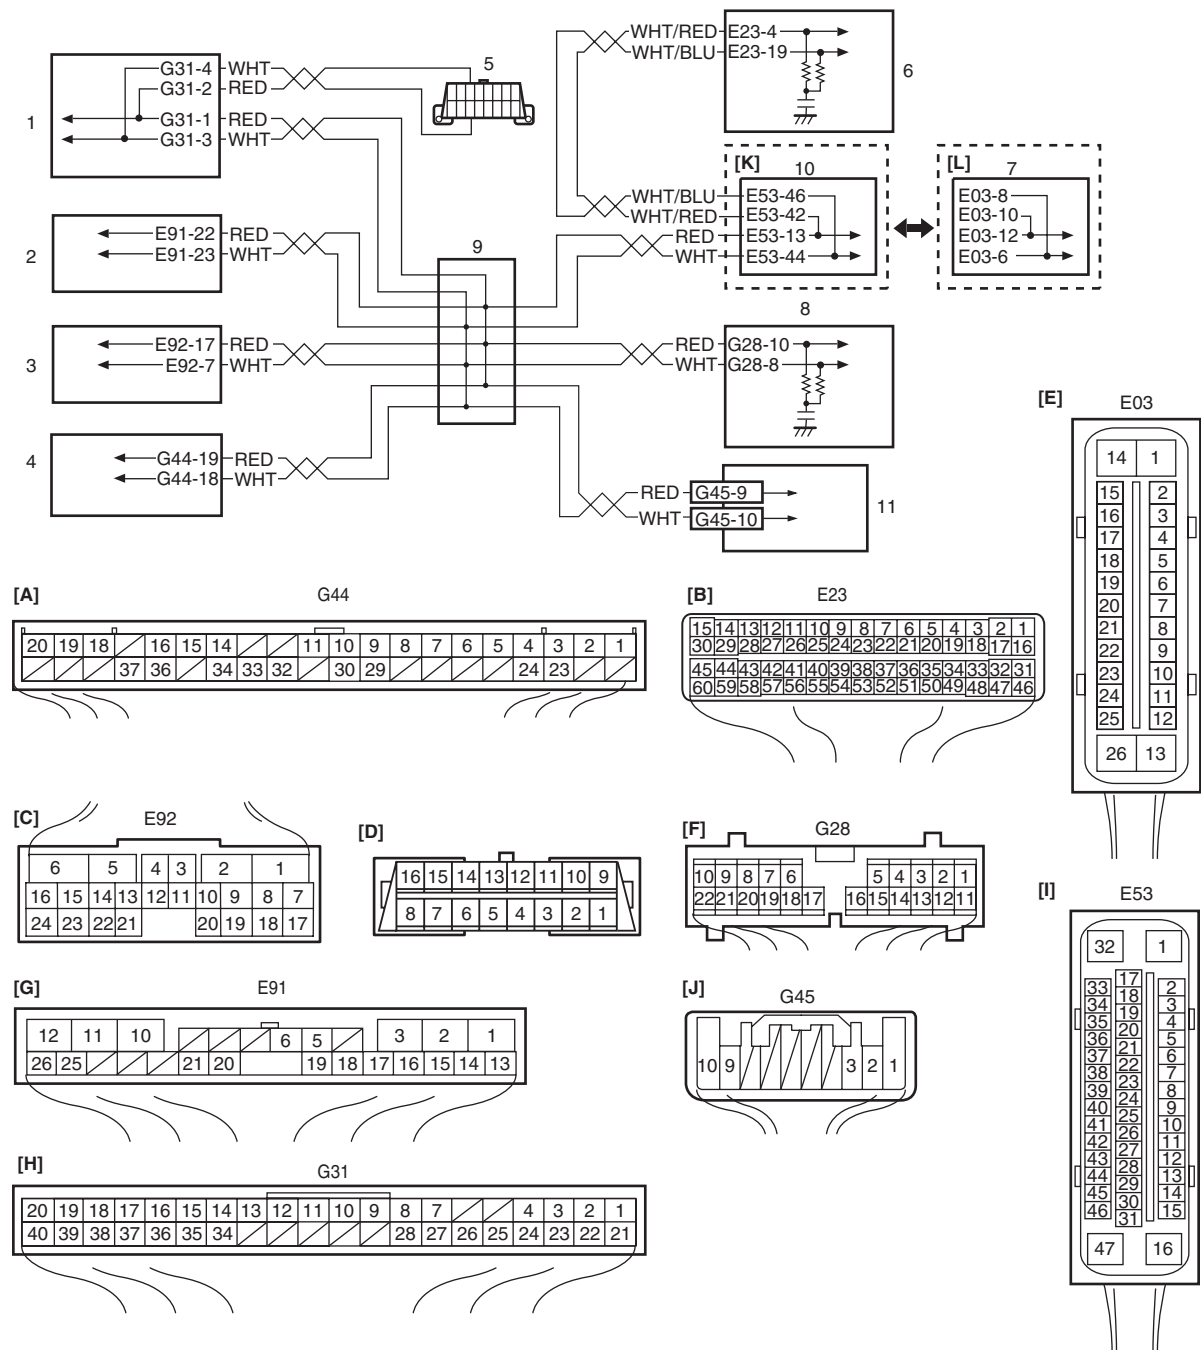 WHT/RED E23-4
WHT/BLU E23-19
6
G31-4 WHT
G31-2 RED
5
1
G31-1 RED
G31-3 WHT
[K] 10
WHT/BLU E53-46
WHT/RED E53-42
RED E53-13
WHT E53-44
[L] 7
E03-8
E03-10
E03-12
E03-6
2
E91-22 RED
E91-23 WHT
9
8
3
E92-17 RED
E92-7 WHT
RED G28-10
WHT G28-8
4
G44-19 RED
G44-18 WHT
RED G45-9
WHT G45-10
11
[E] E03
14 1
15 2
16 3
17 4
18 5
19 6
20 7
21 8
22 9
23 10
24 11
25 12
26 13
[A] G44
20 19 18 16 15 14 11 10 9 8 7 6 5 4 3 2 1
37 36 34 33 32 30 29 24 23
[B] E23
15 14 13 12 11 10 9 8 7 6 5 4 3 2 1
30 29 28 27 26 25 24 23 22 21 20 19 18 17 16
45 44 43 42 41 40 39 38 37 36 35 34 33 32 31
60 59 58 57 56 55 54 53 52 51 50 49 48 47 46
[C] E92
6 5 4 3 2 1
16 15 14 13 12 11 10 9 8 7
24 23 22 21 20 19 18 17
[D]
16 15 14 13 12 11 10 9
8 7 6 5 4 3 2 1
[F] G28
10 9 8 7 6 5 4 3 2 1
22 21 20 19 18 17 16 15 14 13 12 11
[G] E91
12 11 10 6 5 3 2 1
26 25 21 20 19 18 17 16 15 14 13
[J] G45
10 9 3 2 1
[H] G31
20 19 18 17 16 15 14 13 12 11 10 9 8 7 4 3 2 1
40 39 38 37 36 35 34 28 27 26 25 24 23 22 21
[I] E53
32 1
33 17 2
34 18 3
35 19 4
36 20 5
37 21 6
38 22 7
39 23 8
40 24 9
41 25 10
42 26 11
43 27 12
44 28 13
45 29 14
46 30 15
31
47 16